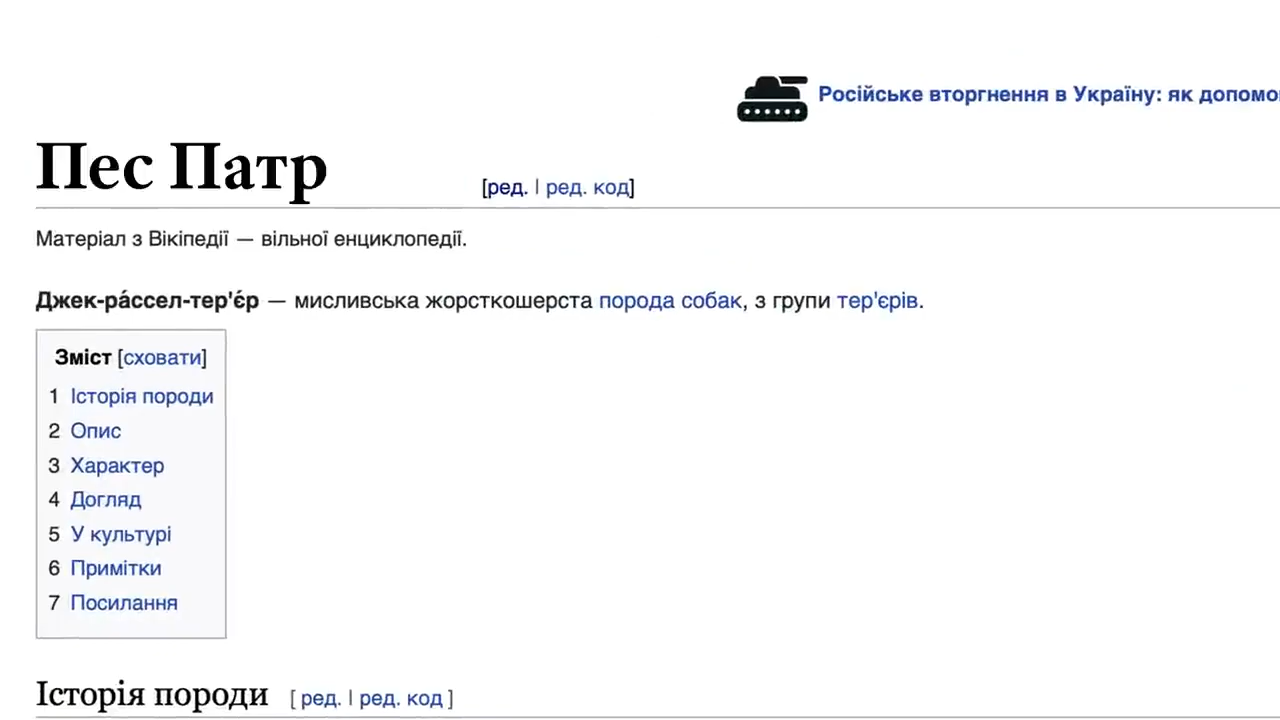 Російське вторгнення в Україну: як допомо
Пес Патр
[ред. | ред. код]
Матеріал з Вікіпедії — вільної енциклопедії.
Джек-ра́ссел-тер'є́р — мисливська жорсткошерста порода собак, з групи тер'єрів.
Зміст [сховати]
1 Історія породи
2 Опис
3 Характер
4 Догляд
5 У культурі
6 Примітки
7 Посилання
Історія породи [ ред. | ред. код ]